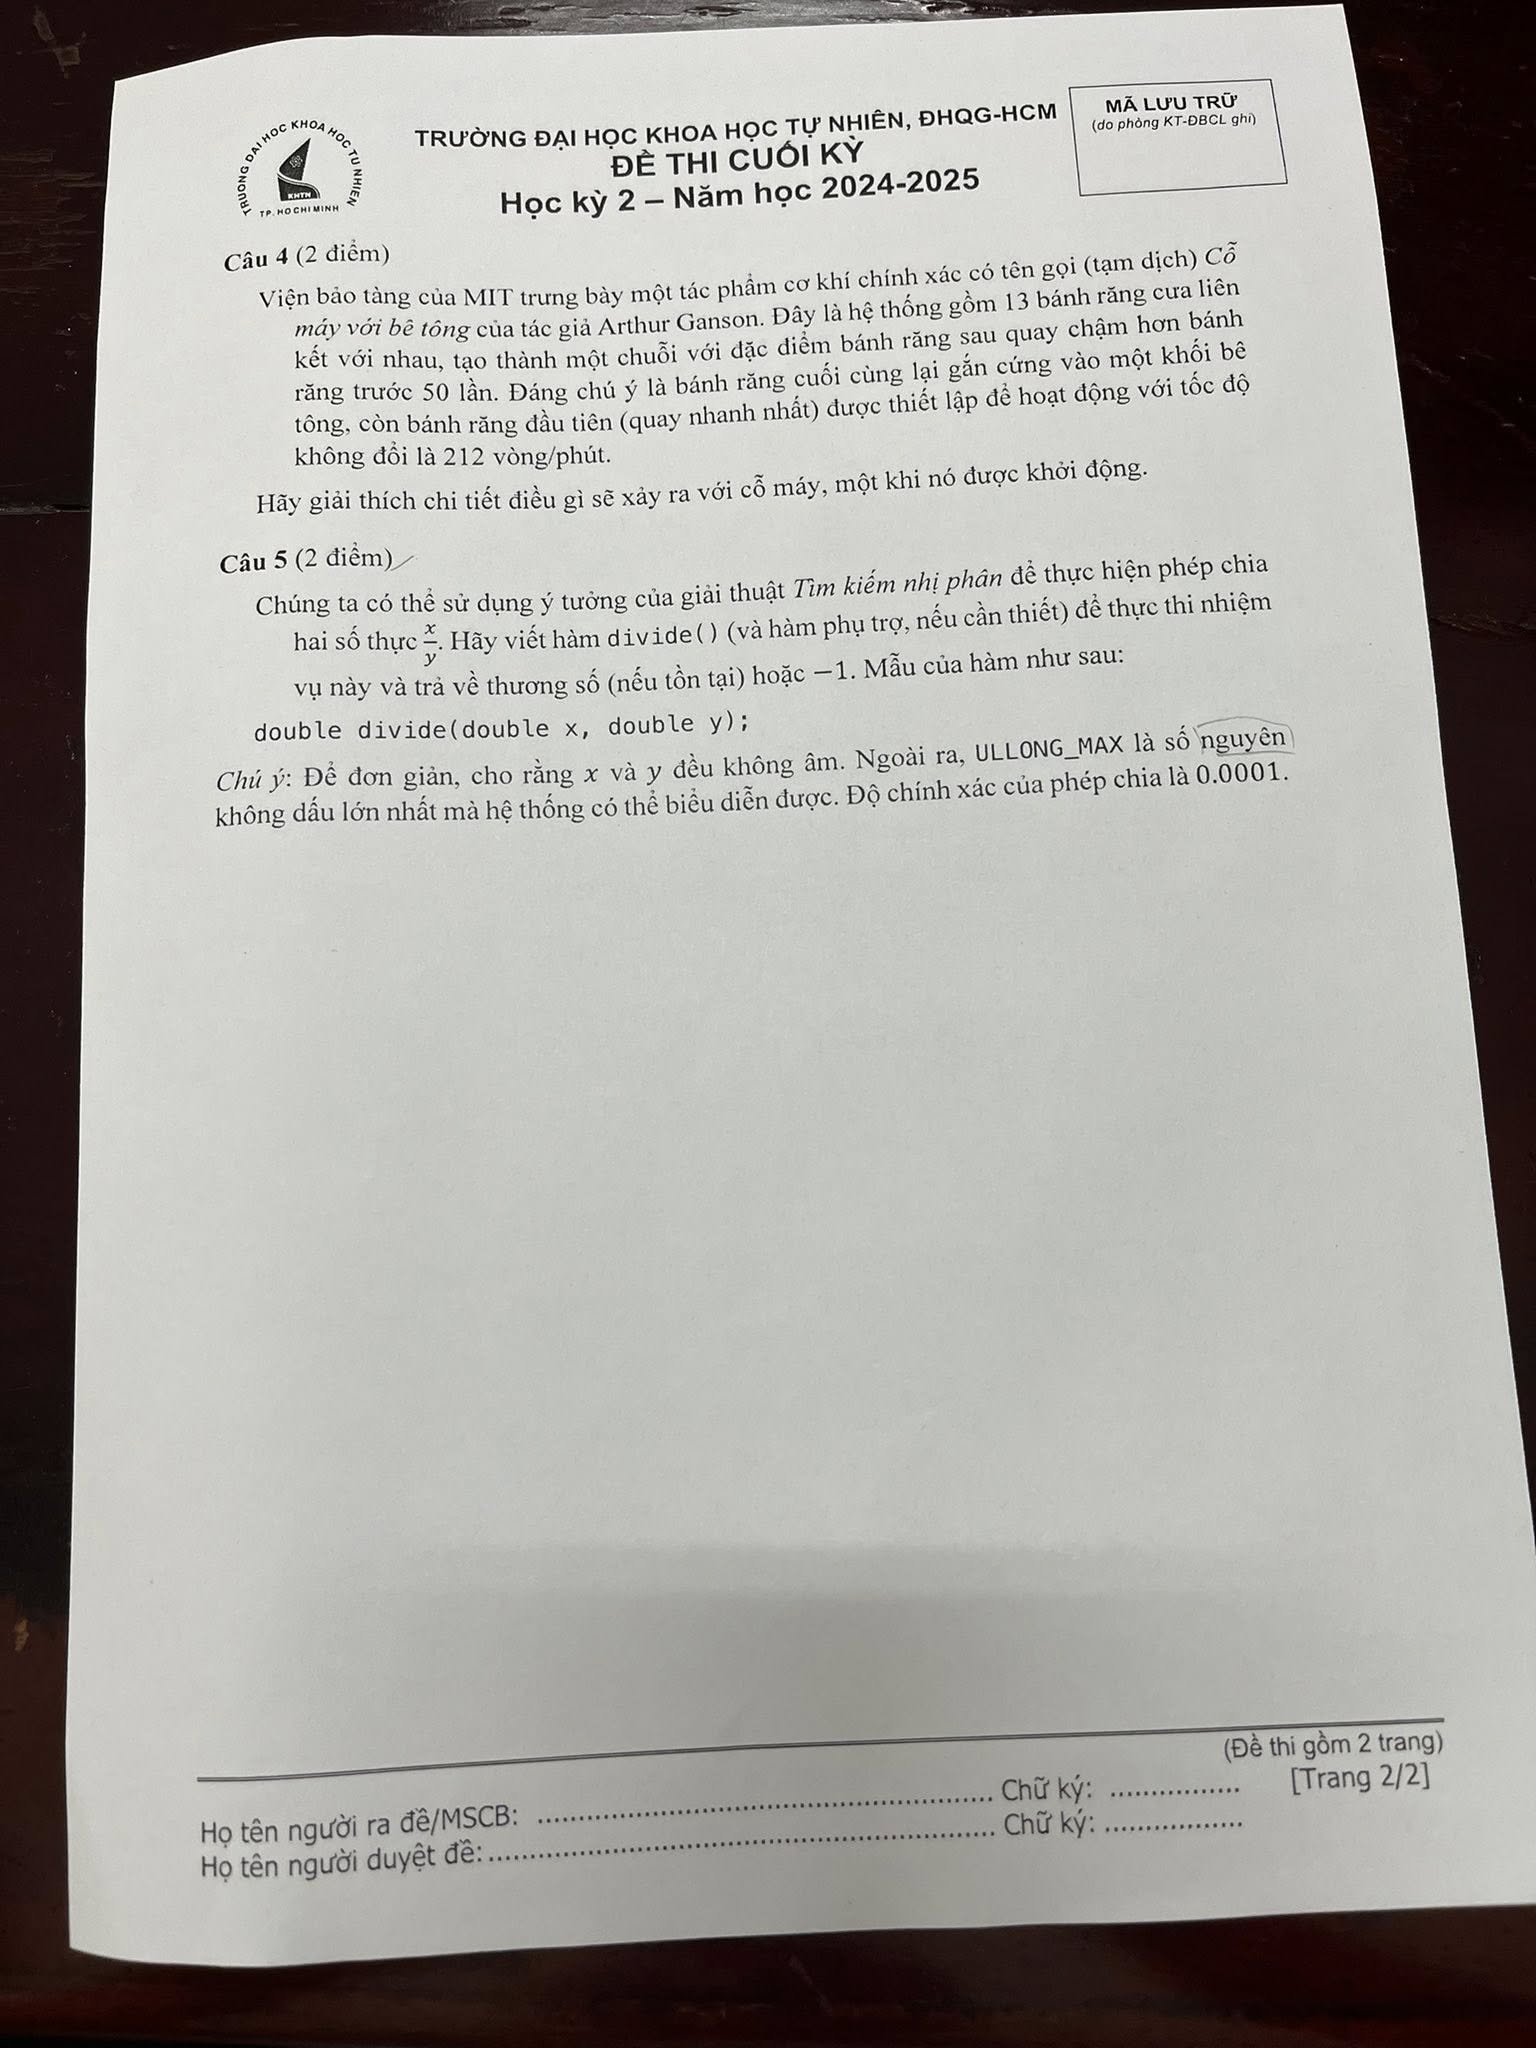 TRƯỜNG ĐẠI HỌC KHOA HỌC TỰ NHIÊN
KHTN
TP. HO CHI MINH
TRƯỜNG ĐẠI HỌC KHOA HỌC TỰ NHIÊN, ĐHQG-HCM
ĐỀ THI CUỐI KỲ
Học kỳ 2 – Năm học 2024-2025
MÃ LƯU TRỮ
(do phòng KT-ĐBCL ghi)
Câu 4 (2 điểm)
Viện bảo tàng của MIT trưng bày một tác phẩm cơ khí chính xác có tên gọi (tạm dịch) Cỗ
máy với bê tông của tác giả Arthur Ganson. Đây là hệ thống gồm 13 bánh răng cưa liên
kết với nhau, tạo thành một chuỗi với đặc điểm bánh răng sau quay chậm hơn bánh
răng trước 50 lần. Đáng chú ý là bánh răng cuối cùng lại gắn cứng vào một khối bê
tông, còn bánh răng đầu tiên (quay nhanh nhất) được thiết lập để hoạt động với tốc độ
không đổi là 212 vòng/phút.
Hãy giải thích chi tiết điều gì sẽ xảy ra với cỗ máy, một khi nó được khởi động.
Câu 5 (2 điểm)
Chúng ta có thể sử dụng ý tưởng của giải thuật Tìm kiếm nhị phân để thực hiện phép chia
hai số thực x/y. Hãy viết hàm divide() (và hàm phụ trợ, nếu cần thiết) để thực thi nhiệm
vụ này và trả về thương số (nếu tồn tại) hoặc −1. Mẫu của hàm như sau:
double divide(double x, double y);
Chú ý: Để đơn giản, cho rằng x và y đều không âm. Ngoài ra, ULLONG_MAX là số nguyên
không dấu lớn nhất mà hệ thống có thể biểu diễn được. Độ chính xác của phép chia là 0.0001.
(Đề thi gồm 2 trang)
Họ tên người ra đề/MSCB: ................................................ Chữ ký: ................ [Trang 2/2]
Họ tên người duyệt đề:...................................................... Chữ ký: .................